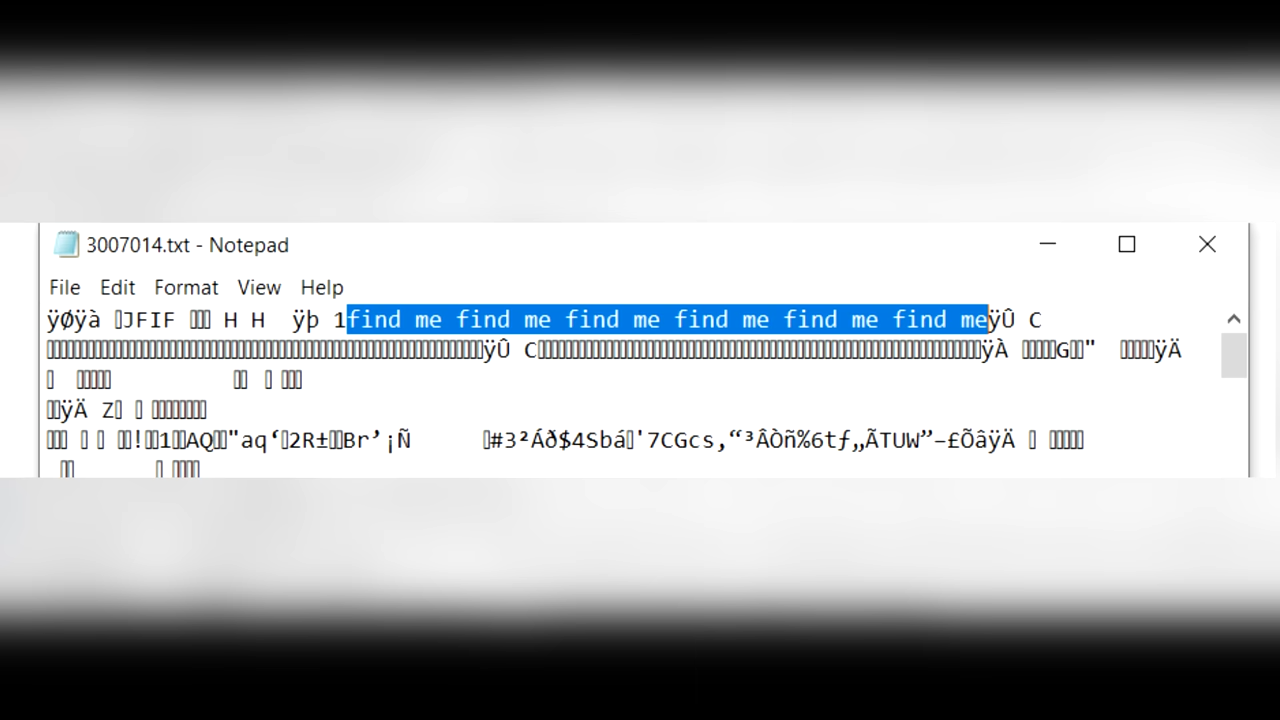 3007014.txt - Notepad
File Edit Format View Help
ÿØÿà JFIF H H ÿþ 1find me find me find me find me find me find meÿÛ C
ÿÛ C ÿÀ G " ÿÄ
ÿÄ Z
! 1 AQ "aq‘ 2R± Br’¡Ñ #3²Áð$4Sbá '7CGcs‚“³ÂÒñ%6tƒ„ÃTUW”–£ÕâÿÄ